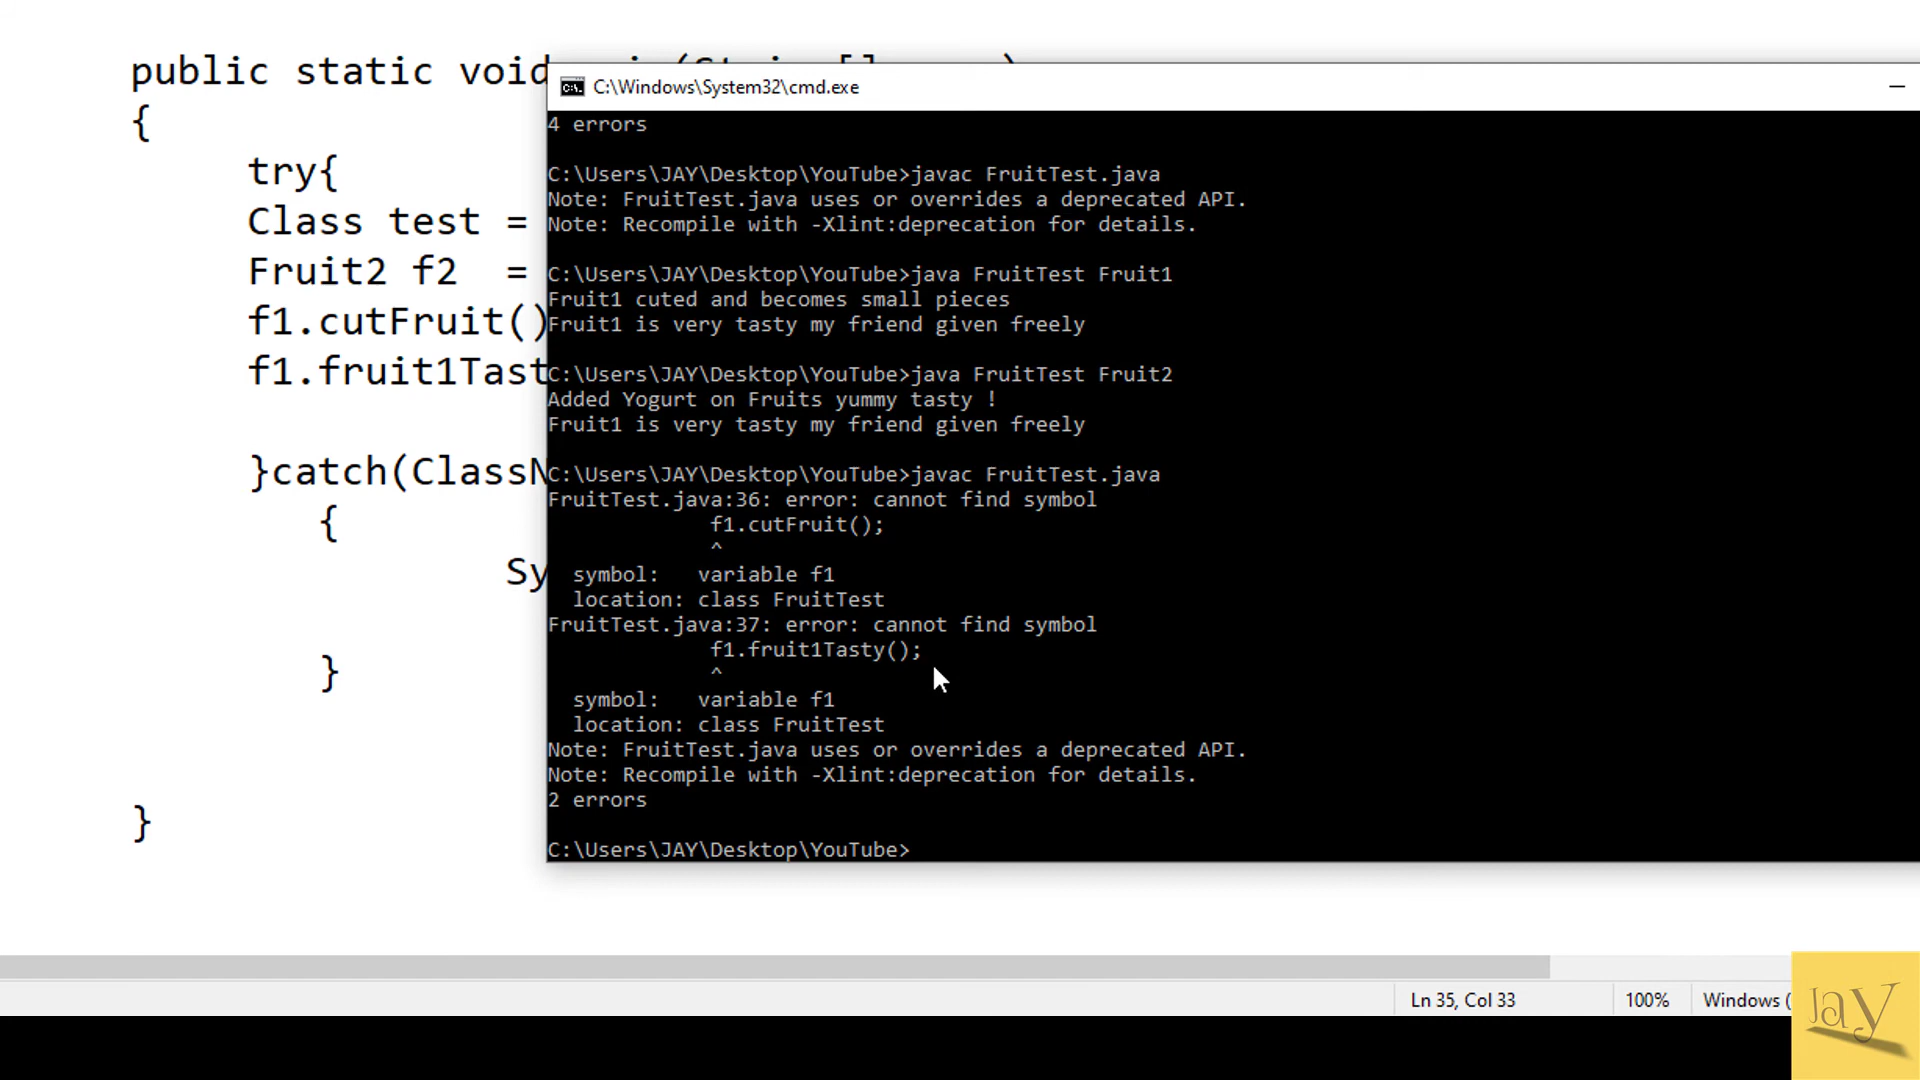 public static void
{
try{
Class test =
Fruit2 f2  =
f1.cutFruit()
f1.fruit1Tast
}catch(ClassN
{
Sy
}
}
C:\Windows\System32\cmd.exe
4 errors
C:\Users\JAY\Desktop\YouTube>javac FruitTest.java
Note: FruitTest.java uses or overrides a deprecated API.
Note: Recompile with -Xlint:deprecation for details.
C:\Users\JAY\Desktop\YouTube>java FruitTest Fruit1
Fruit1 cuted and becomes small pieces
Fruit1 is very tasty my friend given freely
C:\Users\JAY\Desktop\YouTube>java FruitTest Fruit2
Added Yogurt on Fruits yummy tasty !
Fruit1 is very tasty my friend given freely
C:\Users\JAY\Desktop\YouTube>javac FruitTest.java
FruitTest.java:36: error: cannot find symbol
f1.cutFruit();
^
symbol:   variable f1
location: class FruitTest
FruitTest.java:37: error: cannot find symbol
f1.fruit1Tasty();
^
symbol:   variable f1
location: class FruitTest
Note: FruitTest.java uses or overrides a deprecated API.
Note: Recompile with -Xlint:deprecation for details.
2 errors
C:\Users\JAY\Desktop\YouTube>
Ln 35, Col 33
100%
Windows (
Jay